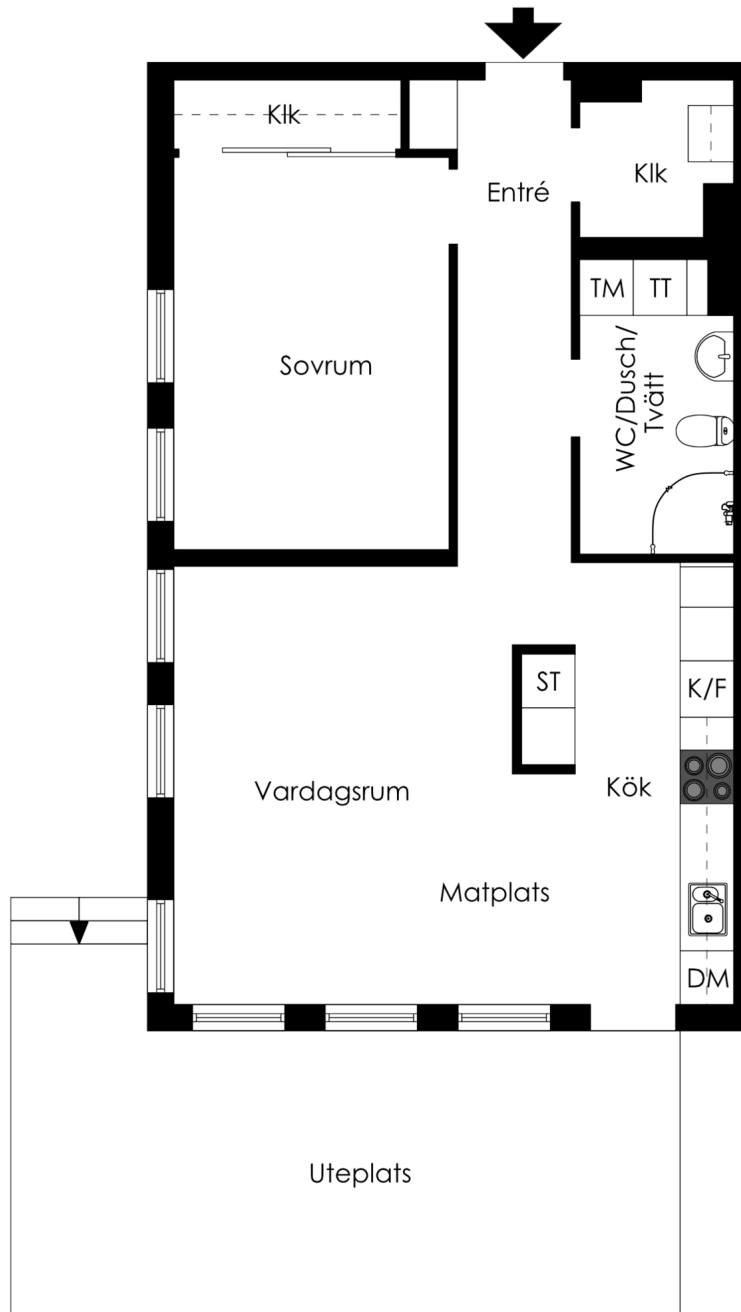 Klk
Entré
Klk
TM
TT
Sovrum
WC/Dusch/
Tvätt
ST
K/F
Vardagsrum
Kök
Matplats
DM
Uteplats